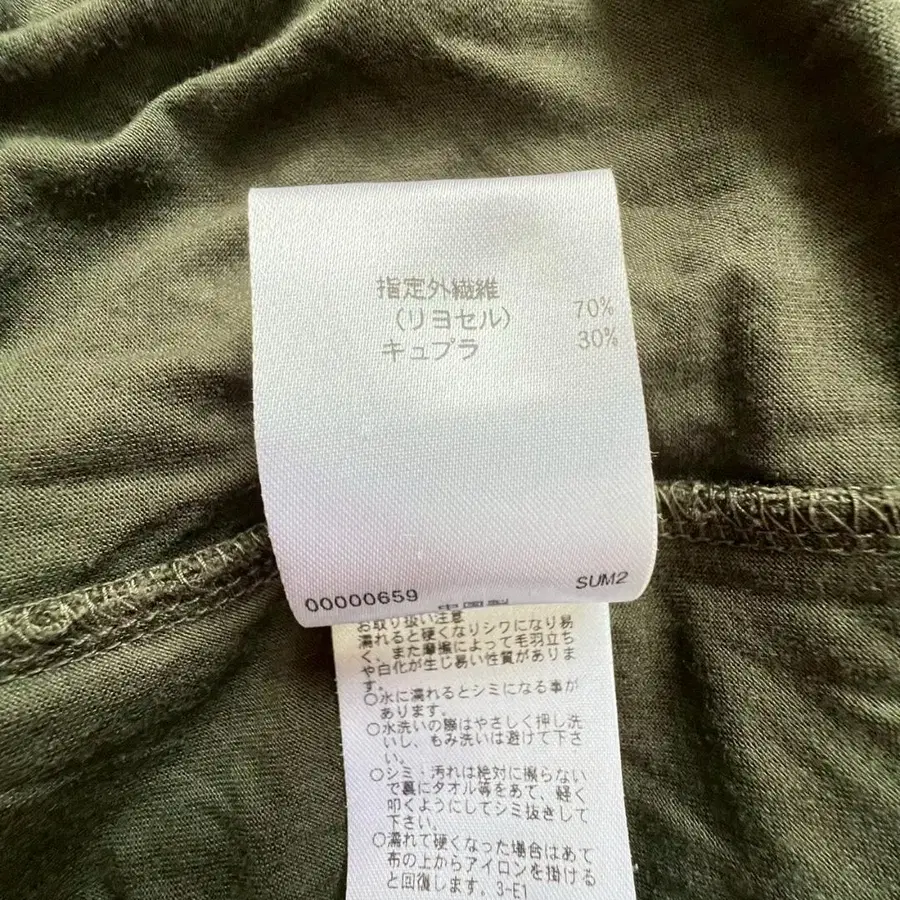 指定外繊維
（リヨセル） 70%
キュプラ 30%
00000659 中国製 SUM2
お取り扱い注意
濡れると硬くなりシワになり易
く、また摩擦によって毛羽立ち
や白化が生じ易い性質がありま
す。
○水に濡れるとシミになる事が
あります。
○水洗いの際はやさしく押し洗
いし、もみ洗いは避けて下さ
い。
○シミ・汚れは絶対に擦らない
で裏にタオル等をあて、軽く
叩くようにしてシミ抜きして
下さい。
○濡れて硬くなった場合はあて
布の上からアイロンを掛ける
と回復します。3-E1